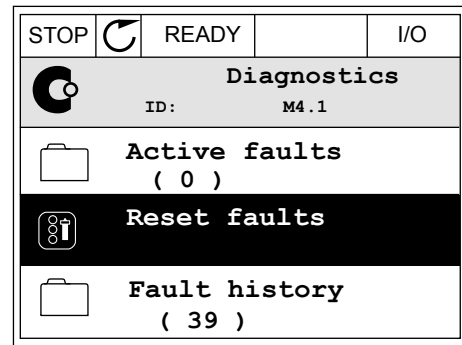 STOP READY I/O
Diagnostics
ID: M4.1
Active faults
( 0 )
Reset faults
Fault history
( 39 )